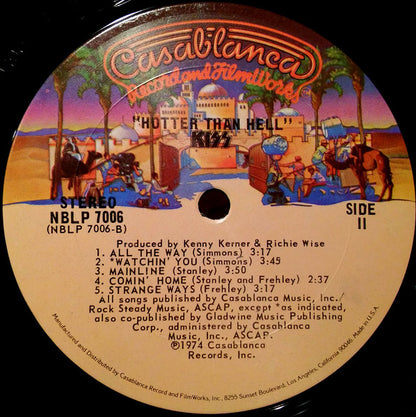 Casablanca
Record and FilmWorks
"HOTTER THAN HELL"
KISS
STEREO
NBLP 7006
(NBLP 7006-B)
SIDE
II
Produced by Kenny Kerner & Richie Wise
1. ALL THE WAY (Simmons) 3:17
2. *WATCHIN' YOU (Simmons) 3:45
3. MAINLINE (Stanley) 3:50
4. COMIN' HOME (Stanley and Frehley) 2:37
5. STRANGE WAYS (Frehley) 3:17
All songs published by Casablanca Music, Inc./
Rock Steady Music, ASCAP, except *as indicated,
also co-published by Gladwine Music Publishing
Corp., administered by Casablanca
Music, Inc. ASCAP.
℗1974 Casablanca
Records, Inc.
Manufactured and Distributed by Casablanca Record and FilmWorks, Inc., 8255 Sunset Boulevard, Los Angeles, California 90046 Made in U.S.A.